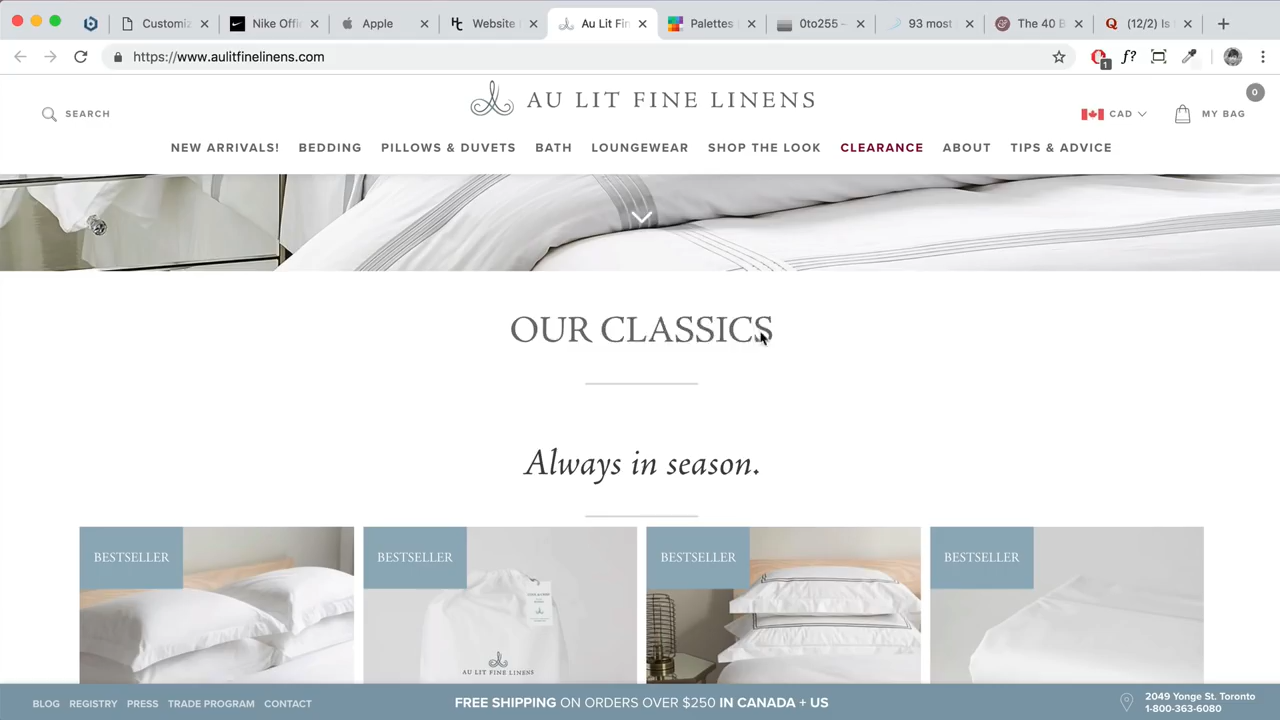 Customiz
Nike Offi
Apple
Website
Au Lit Fin
Palettes
0to255 –
93 most
The 40 B
(12/2) Is
https://www.aulitfinelinens.com
1
SEARCH
AU LIT FINE LINENS
CAD
MY BAG
0
NEW ARRIVALS!
BEDDING
PILLOWS & DUVETS
BATH
LOUNGEWEAR
SHOP THE LOOK
CLEARANCE
ABOUT
TIPS & ADVICE
OUR CLASSICS
Always in season.
BESTSELLER
BESTSELLER
BESTSELLER
BESTSELLER
AU LIT FINE LINENS
BLOG
REGISTRY
PRESS
TRADE PROGRAM
CONTACT
FREE SHIPPING ON ORDERS OVER $250 IN CANADA + US
2049 Yonge St. Toronto
1-800-363-6080